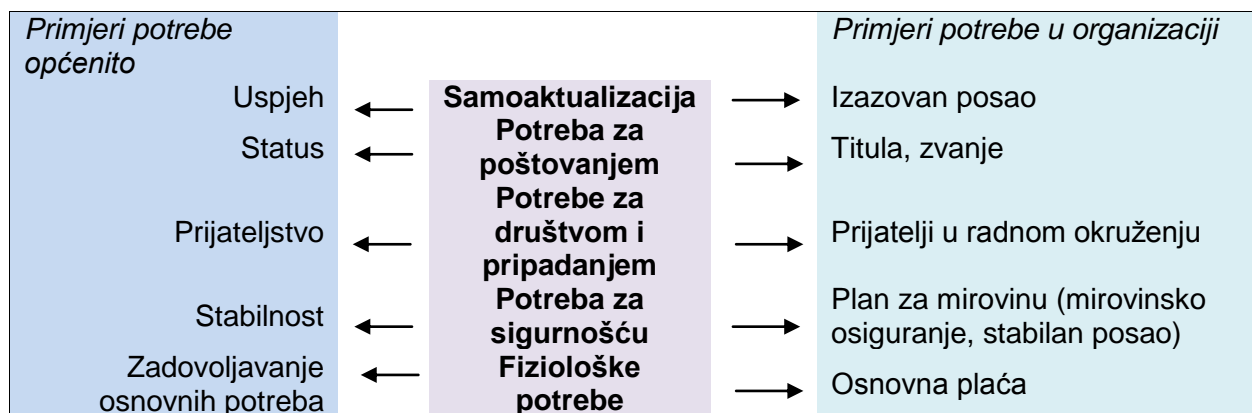 Primjeri potrebe
općenito
Primjeri potrebe u organizaciji
Uspjeh
Samoaktualizacija
Izazovan posao
Status
Potreba za
poštovanjem
Titula, zvanje
Prijateljstvo
Potrebe za
društvom i
pripadanjem
Prijatelji u radnom okruženju
Stabilnost
Potreba za
sigurnošću
Plan za mirovinu (mirovinsko
osiguranje, stabilan posao)
Zadovoljavanje
osnovnih potreba
Fiziološke
potrebe
Osnovna plaća